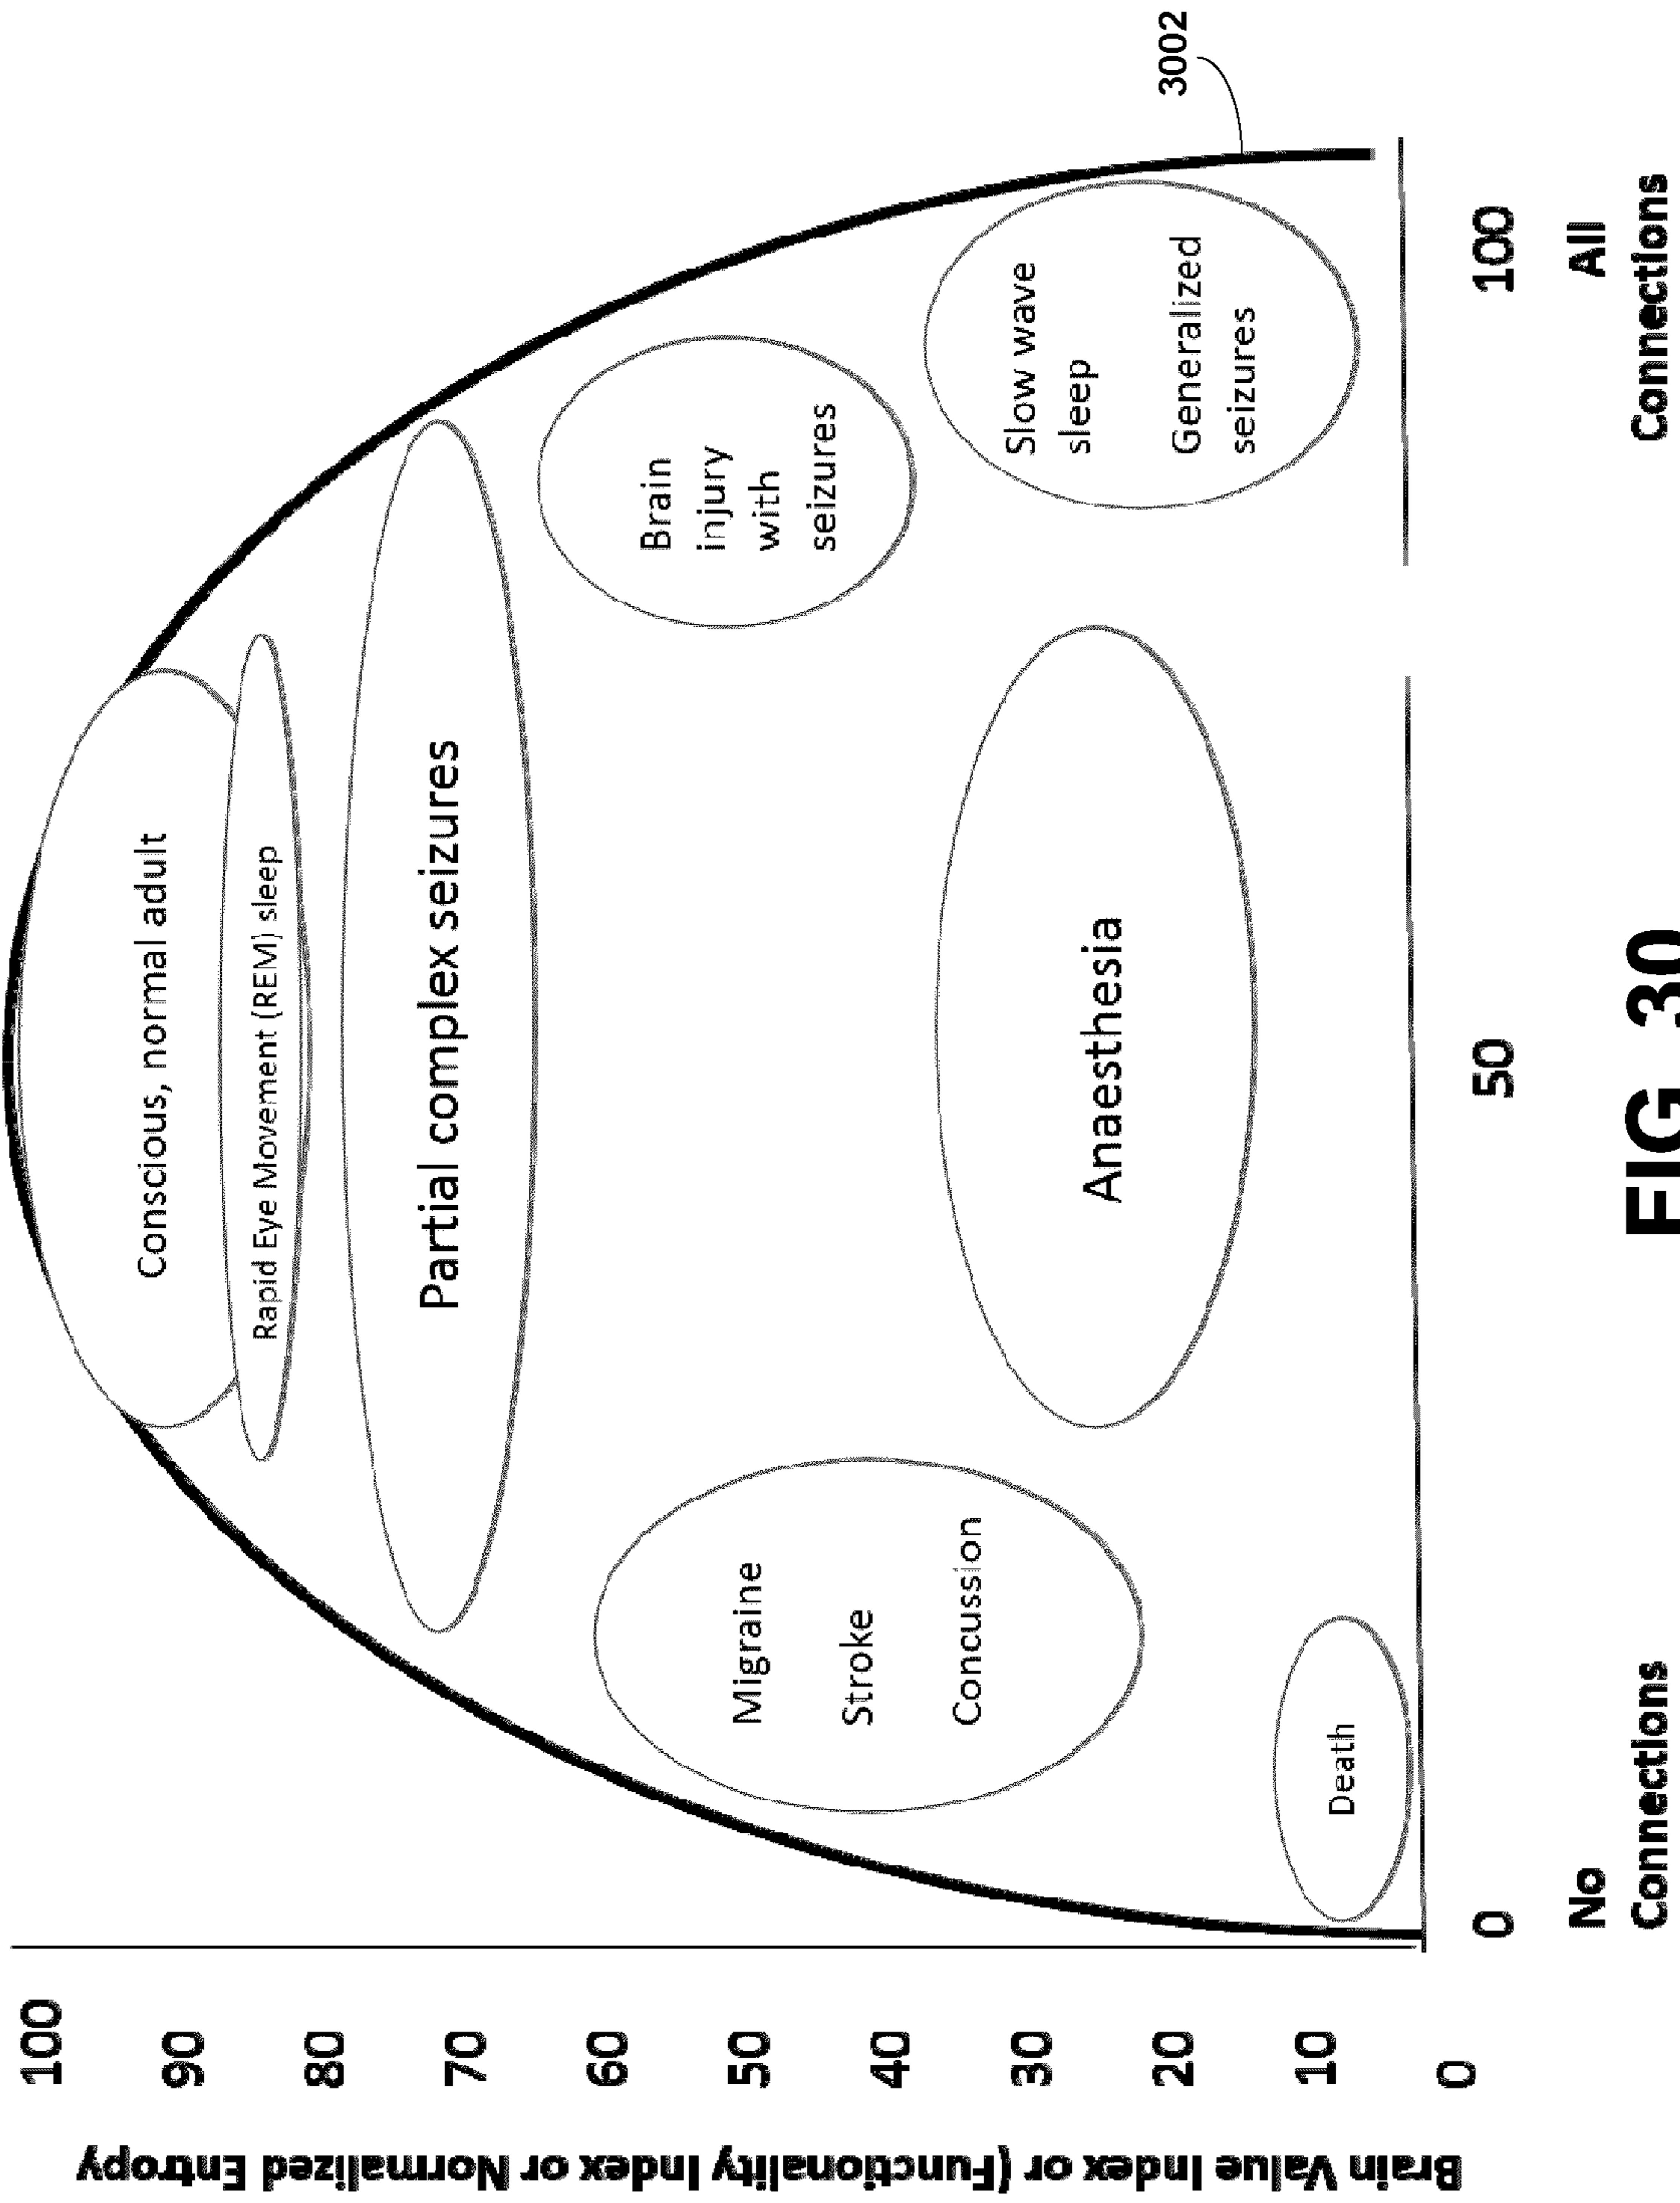 Brain Value Index or (Functionality Index or Normalized Entropy
100
90
80
70
60
50
40
30
20
10
0
3002
Conscious, normal adult
Rapid Eye Movement (REM) sleep
Partial complex seizures
Brain
injury
with
seizures
Migraine
Stroke
Concussion
Anaesthesia
Slow wave
sleep
Generalized
seizures
Death
0
50
100
No
Connections
All
Connections
FIG 30